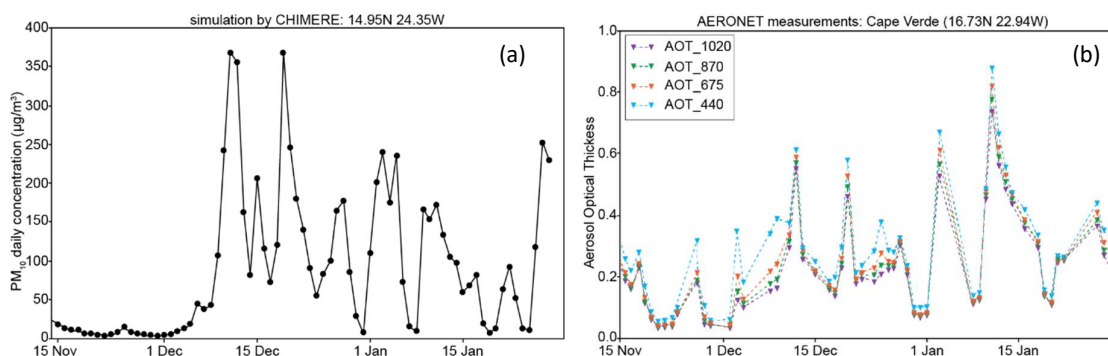 simulation by CHIMERE: 14.95N 24.35W
(a)
PM10 daily concentration (µg/m³)
400
350
300
250
200
150
100
50
0
15 Nov
1 Dec
15 Dec
1 Jan
15 Jan
AERONET measurements: Cape Verde (16.73N 22.94W)
(b)
AOT_1020
AOT_870
AOT_675
AOT_440
Aerosol Optical Thickess
1.0
0.8
0.6
0.4
0.2
0.0
15 Nov
1 Dec
15 Dec
1 Jan
15 Jan